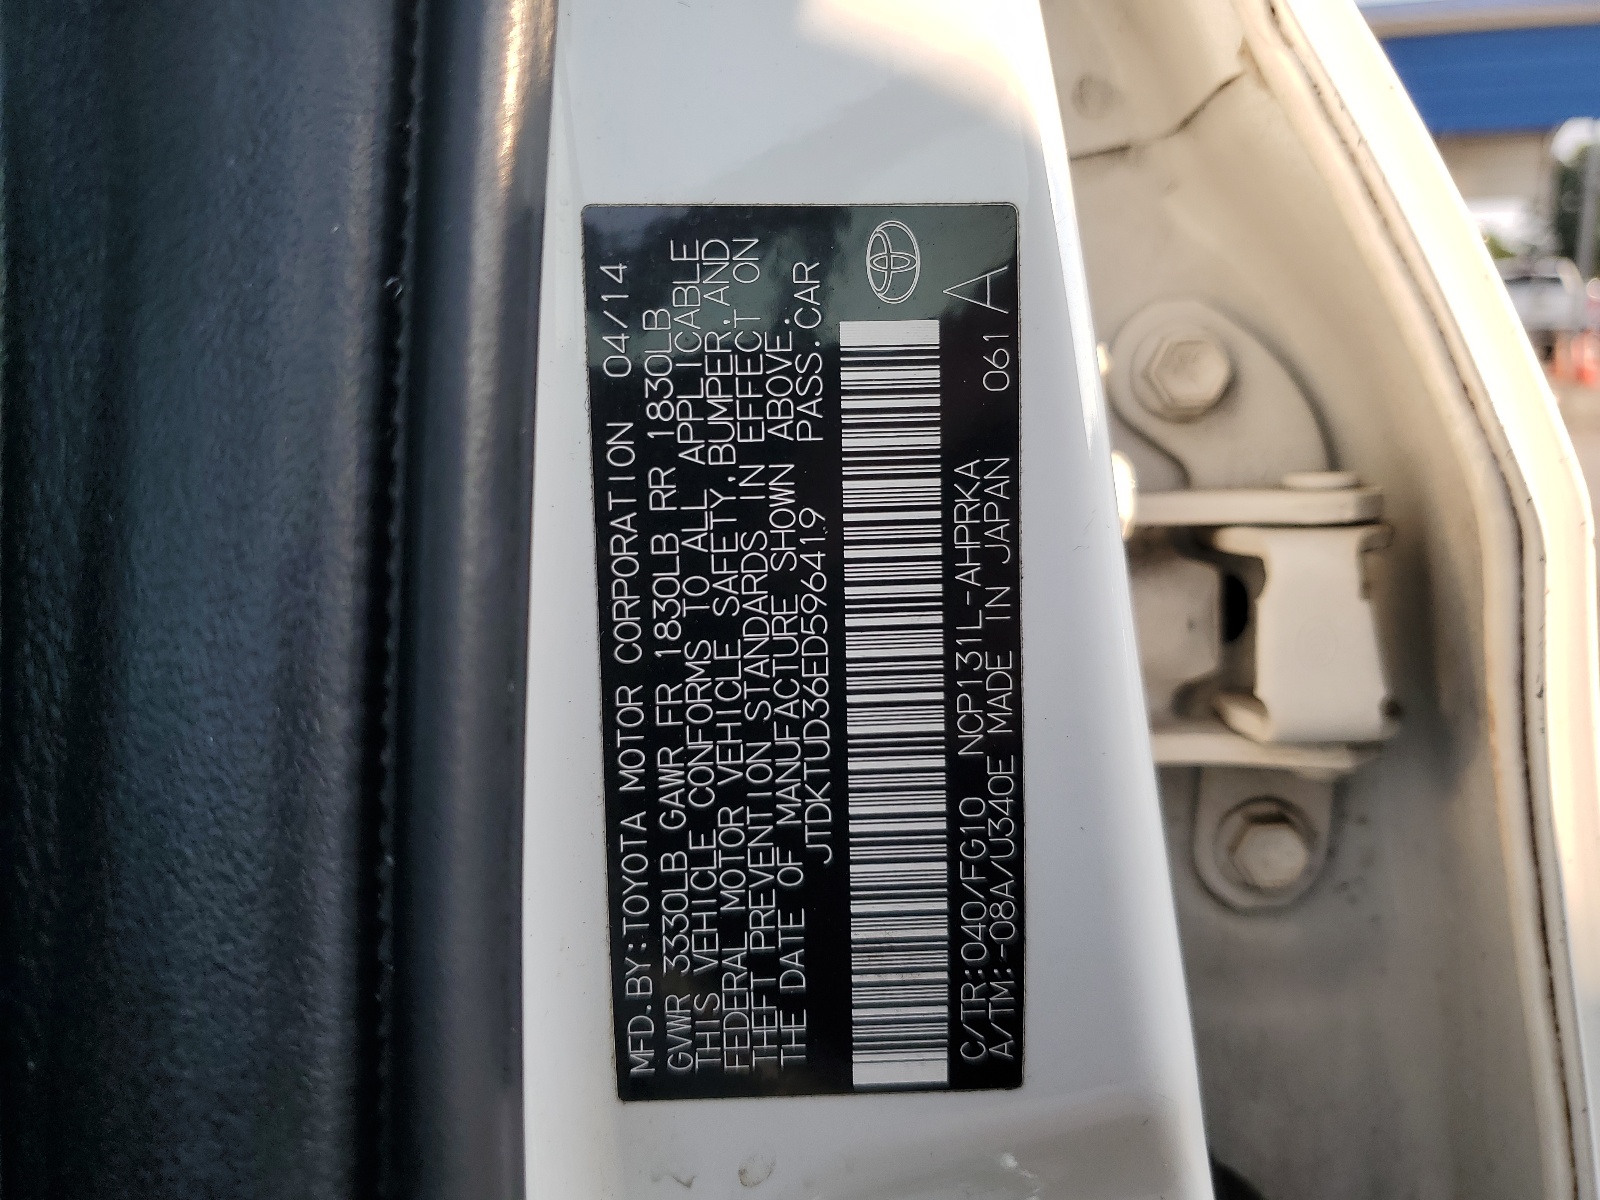 MFD.BY:TOYOTA MOTOR CORPORATION 04/14
GVWR 3330LB GAWR FR 1830LB RR 1830LB
THIS VEHICLE CONFORMS TO ALL APPLICABLE
FEDERAL MOTOR VEHICLE SAFETY,BUMPER,AND
THEFT PREVENTION STANDARDS IN EFFECT ON
THE DATE OF MANUFACTURE SHOWN ABOVE.
JTDKTUD36ED596419 PASS.CAR
C/TR:040/FG10 NCP131L-AHPRKA 061 A
A/TM:-08A/U340E MADE IN JAPAN